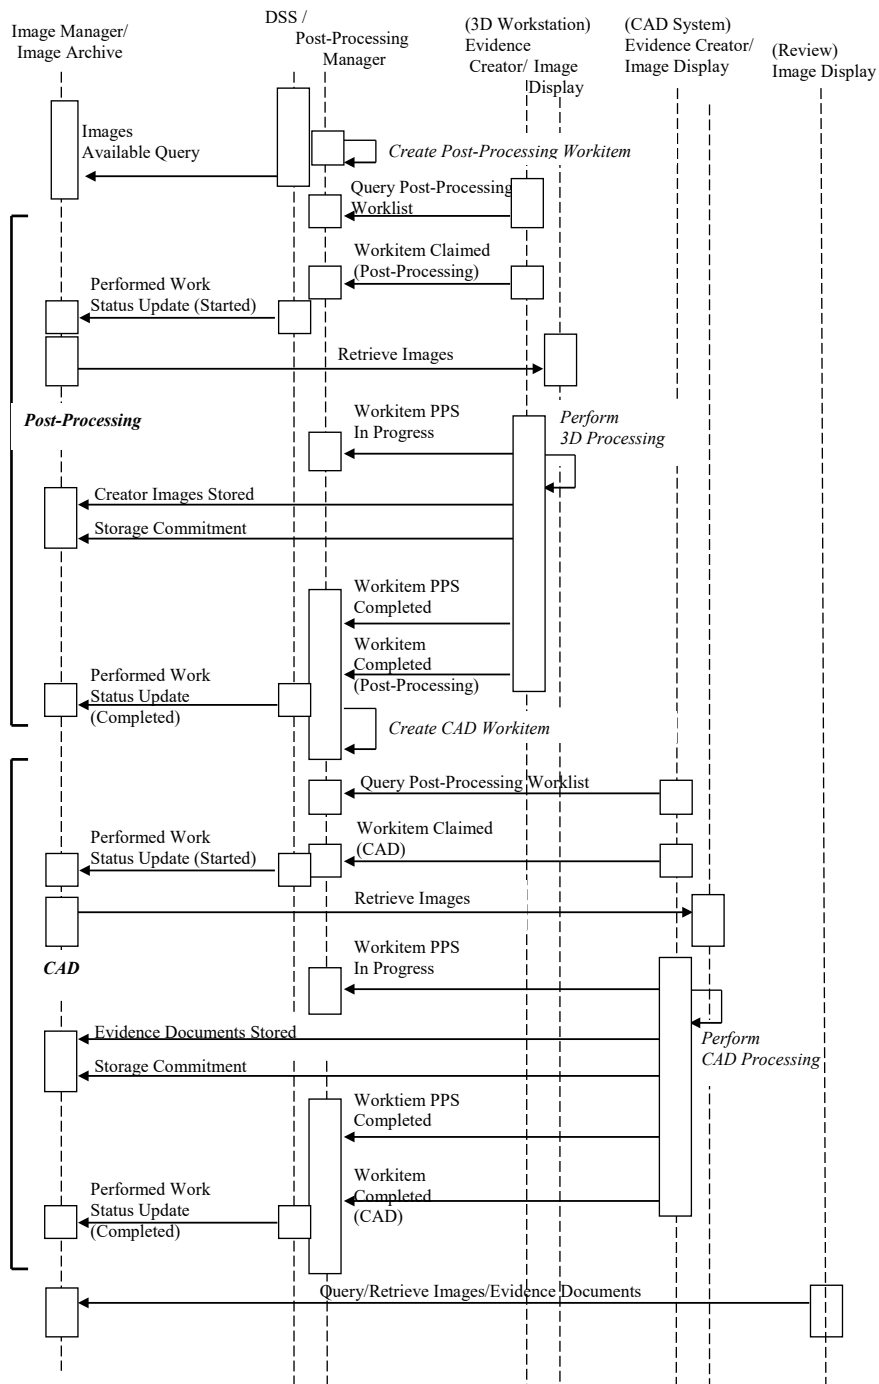 Image Manager/
Image Archive
DSS /
Post-Processing
Manager
(3D Workstation)
Evidence
Creator/ Image
Display
(CAD System)
Evidence Creator/
Image Display
(Review)
Image Display
Images
Available Query
Create Post-Processing Workitem
Query Post-Processing
Worklist
Workitem Claimed
(Post-Processing)
Performed Work
Status Update (Started)
Retrieve Images
Post-Processing
Workitem PPS
In Progress
Perform
3D Processing
Creator Images Stored
Storage Commitment
Workitem PPS
Completed
Workitem
Completed
(Post-Processing)
Performed Work
Status Update
(Completed)
Create CAD Workitem
Query Post-Processing Worklist
Workitem Claimed
(CAD)
Performed Work
Status Update (Started)
Retrieve Images
CAD
Workitem PPS
In Progress
Evidence Documents Stored
Perform
CAD Processing
Storage Commitment
Worktiem PPS
Completed
Workitem
Completed
(CAD)
Performed Work
Status Update
(Completed)
Query/Retrieve Images/Evidence Documents